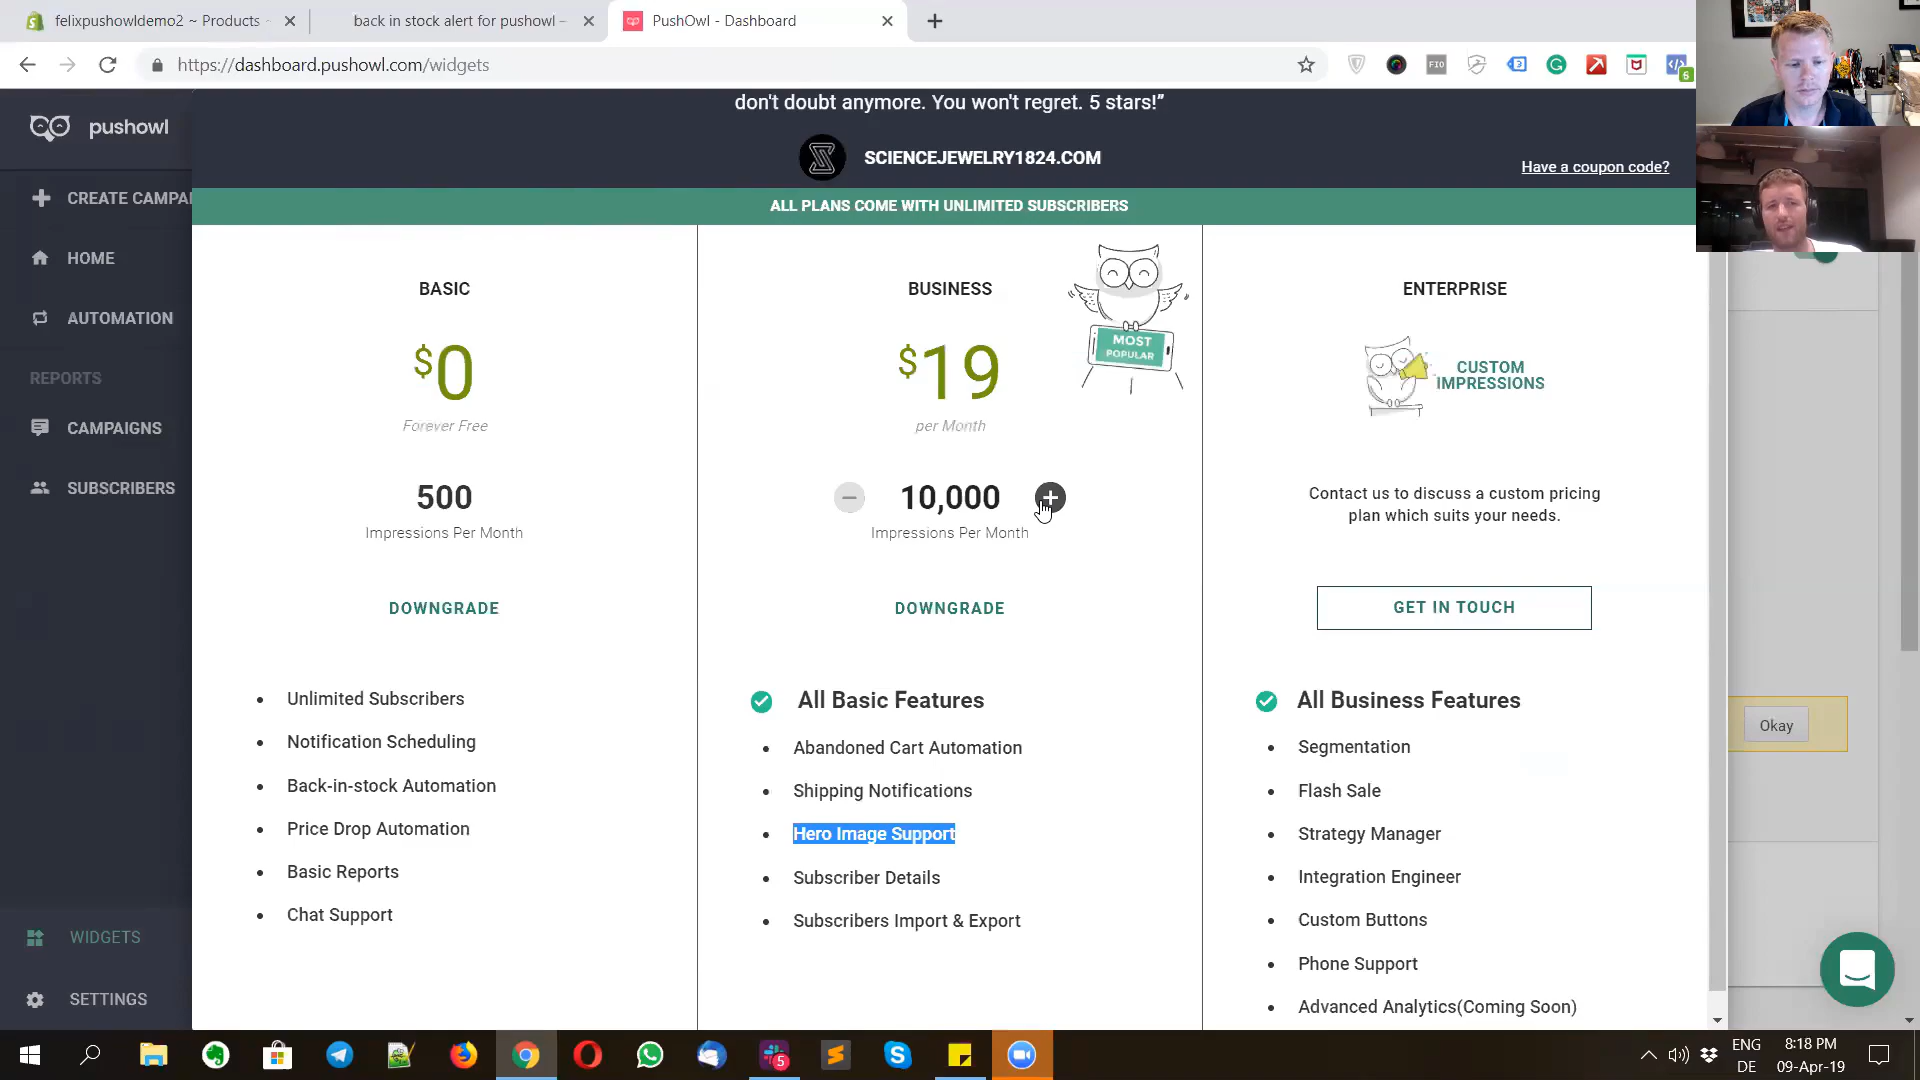 felixpushowldemo2 ~ Products -
back in stock alert for pushowl –
PushOwl - Dashboard
https://dashboard.pushowl.com/widgets
FIO
3
6
pushowl
CREATE CAMPA
HOME
AUTOMATION
REPORTS
CAMPAIGNS
SUBSCRIBERS
WIDGETS
SETTINGS
don't doubt anymore. You won't regret. 5 stars!"
SCIENCEJEWELRY1824.COM
Have a coupon code?
ALL PLANS COME WITH UNLIMITED SUBSCRIBERS
BASIC
$0
Forever Free
500
Impressions Per Month
DOWNGRADE
• Unlimited Subscribers
• Notification Scheduling
• Back-in-stock Automation
• Price Drop Automation
• Basic Reports
• Chat Support
BUSINESS
MOST
POPULAR
$19
per Month
10,000
Impressions Per Month
DOWNGRADE
All Basic Features
• Abandoned Cart Automation
• Shipping Notifications
• Hero Image Support
• Subscriber Details
• Subscribers Import & Export
ENTERPRISE
CUSTOM
IMPRESSIONS
Contact us to discuss a custom pricing
plan which suits your needs.
GET IN TOUCH
All Business Features
• Segmentation
• Flash Sale
• Strategy Manager
• Integration Engineer
• Custom Buttons
• Phone Support
• Advanced Analytics(Coming Soon)
Okay
5
ENG
DE
8:18 PM
09-Apr-19